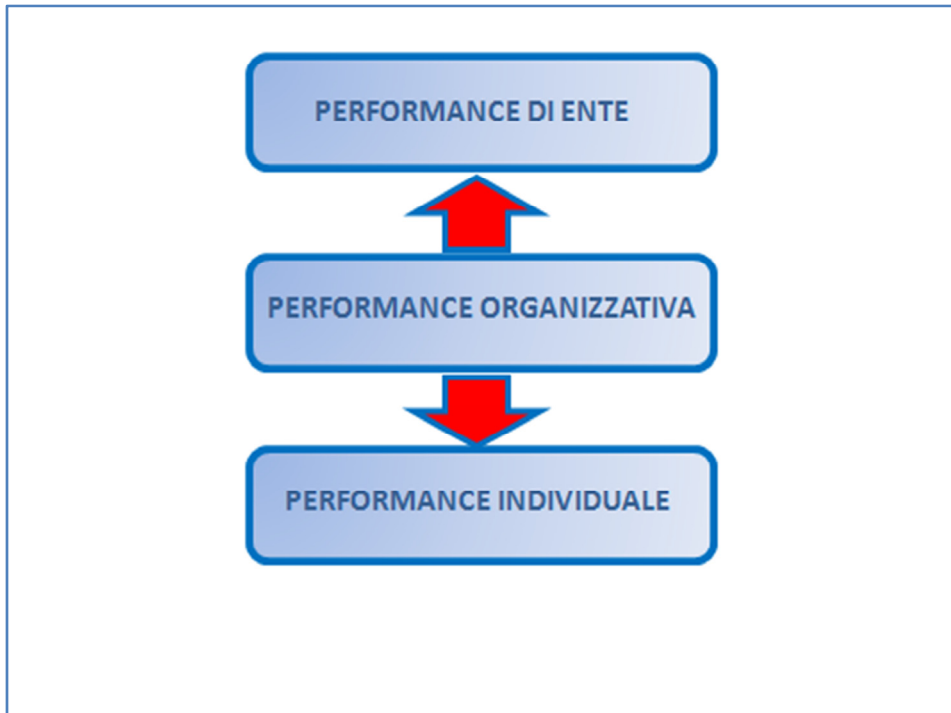 PERFORMANCE DI ENTE
PERFORMANCE ORGANIZZATIVA
PERFORMANCE INDIVIDUALE